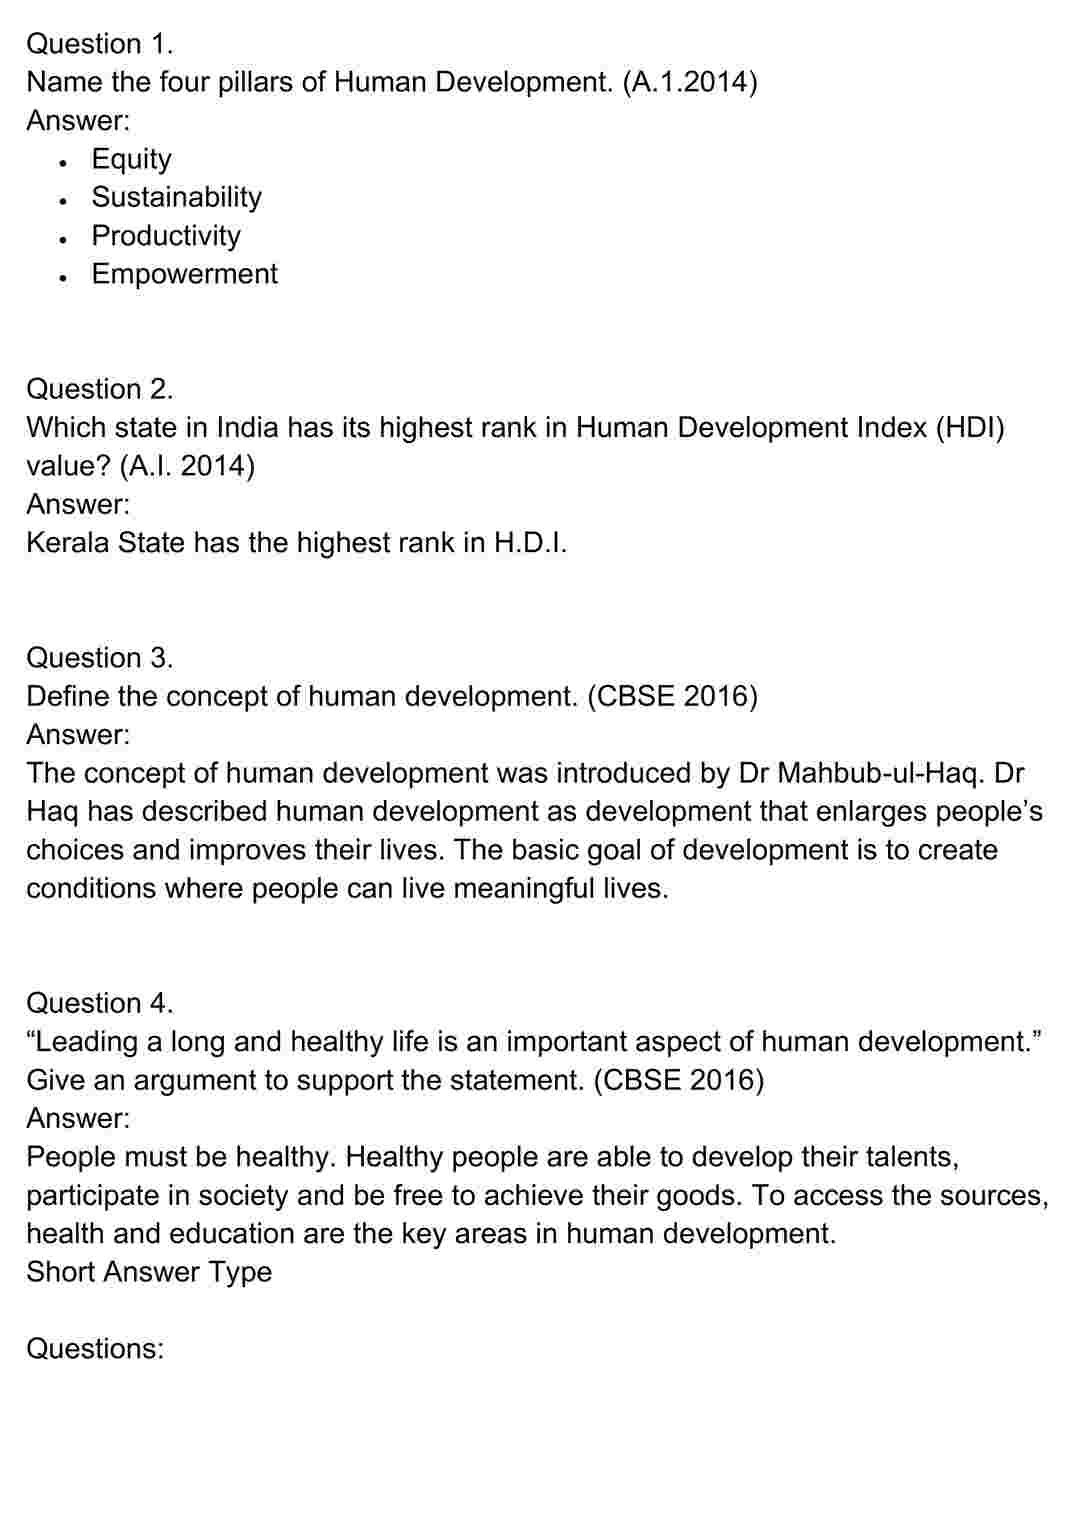 Question 1.
Name the four pillars of Human Development. (A.1.2014)
Answer:
• Equity
• Sustainability
• Productivity
• Empowerment
Question 2.
Which state in India has its highest rank in Human Development Index (HDI)
value? (A.I. 2014)
Answer:
Kerala State has the highest rank in H.D.I.
Question 3.
Define the concept of human development. (CBSE 2016)
Answer:
The concept of human development was introduced by Dr Mahbub-ul-Haq. Dr
Haq has described human development as development that enlarges people’s
choices and improves their lives. The basic goal of development is to create
conditions where people can live meaningful lives.
Question 4.
“Leading a long and healthy life is an important aspect of human development.”
Give an argument to support the statement. (CBSE 2016)
Answer:
People must be healthy. Healthy people are able to develop their talents,
participate in society and be free to achieve their goods. To access the sources,
health and education are the key areas in human development.
Short Answer Type
Questions: